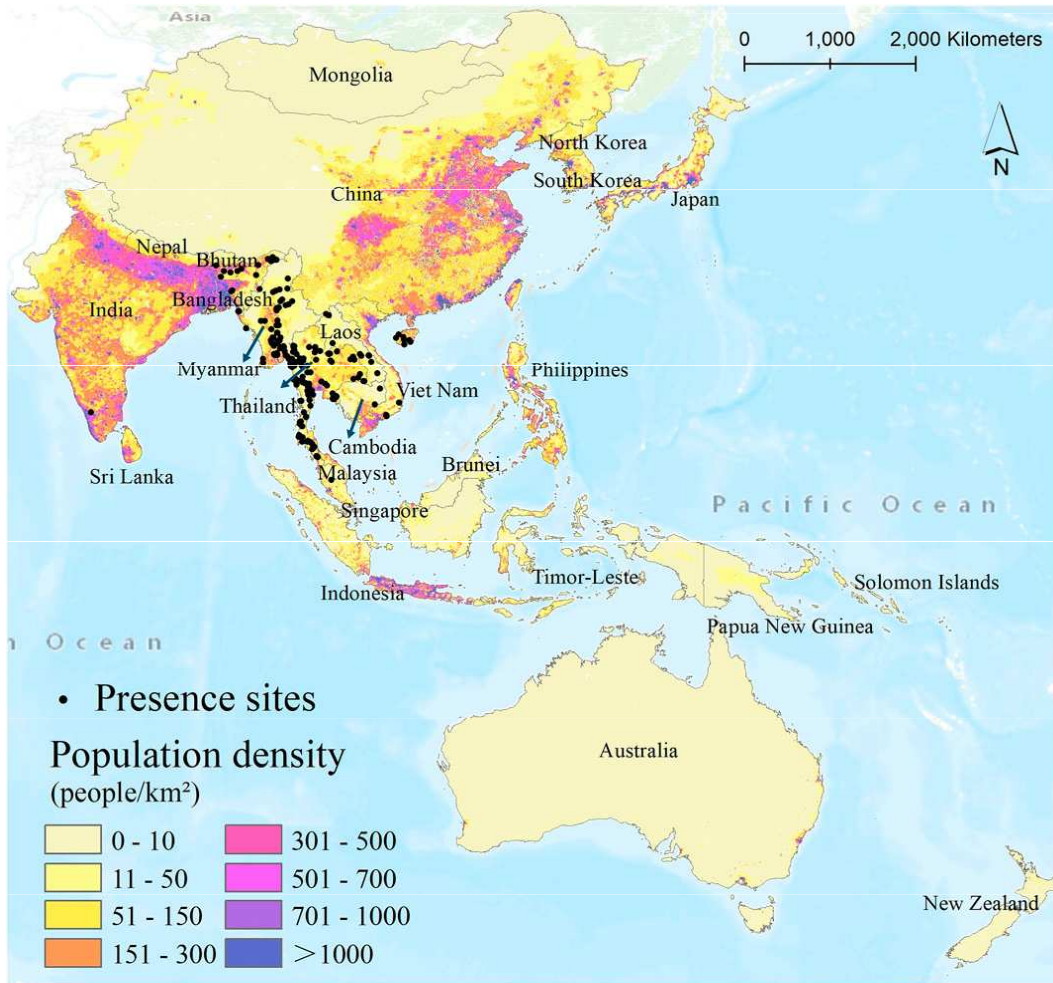 Asia
0 1,000 2,000 Kilometers
Mongolia
N
North Korea
South Korea
China
Japan
Nepal
Bhutan
Bangladesh
India
Laos
Myanmar
Philippines
Viet Nam
Thailand
Cambodia
Brunei
Sri Lanka
Malaysia
Singapore
Pacific Ocean
Timor-Leste
Solomon Islands
Indonesia
Papua New Guinea
n Ocean
Presence sites
Population density
(people/km²)
Australia
0 - 10
301 - 500
11 - 50
501 - 700
51 - 150
701 - 1000
151 - 300
>1000
New Zealand